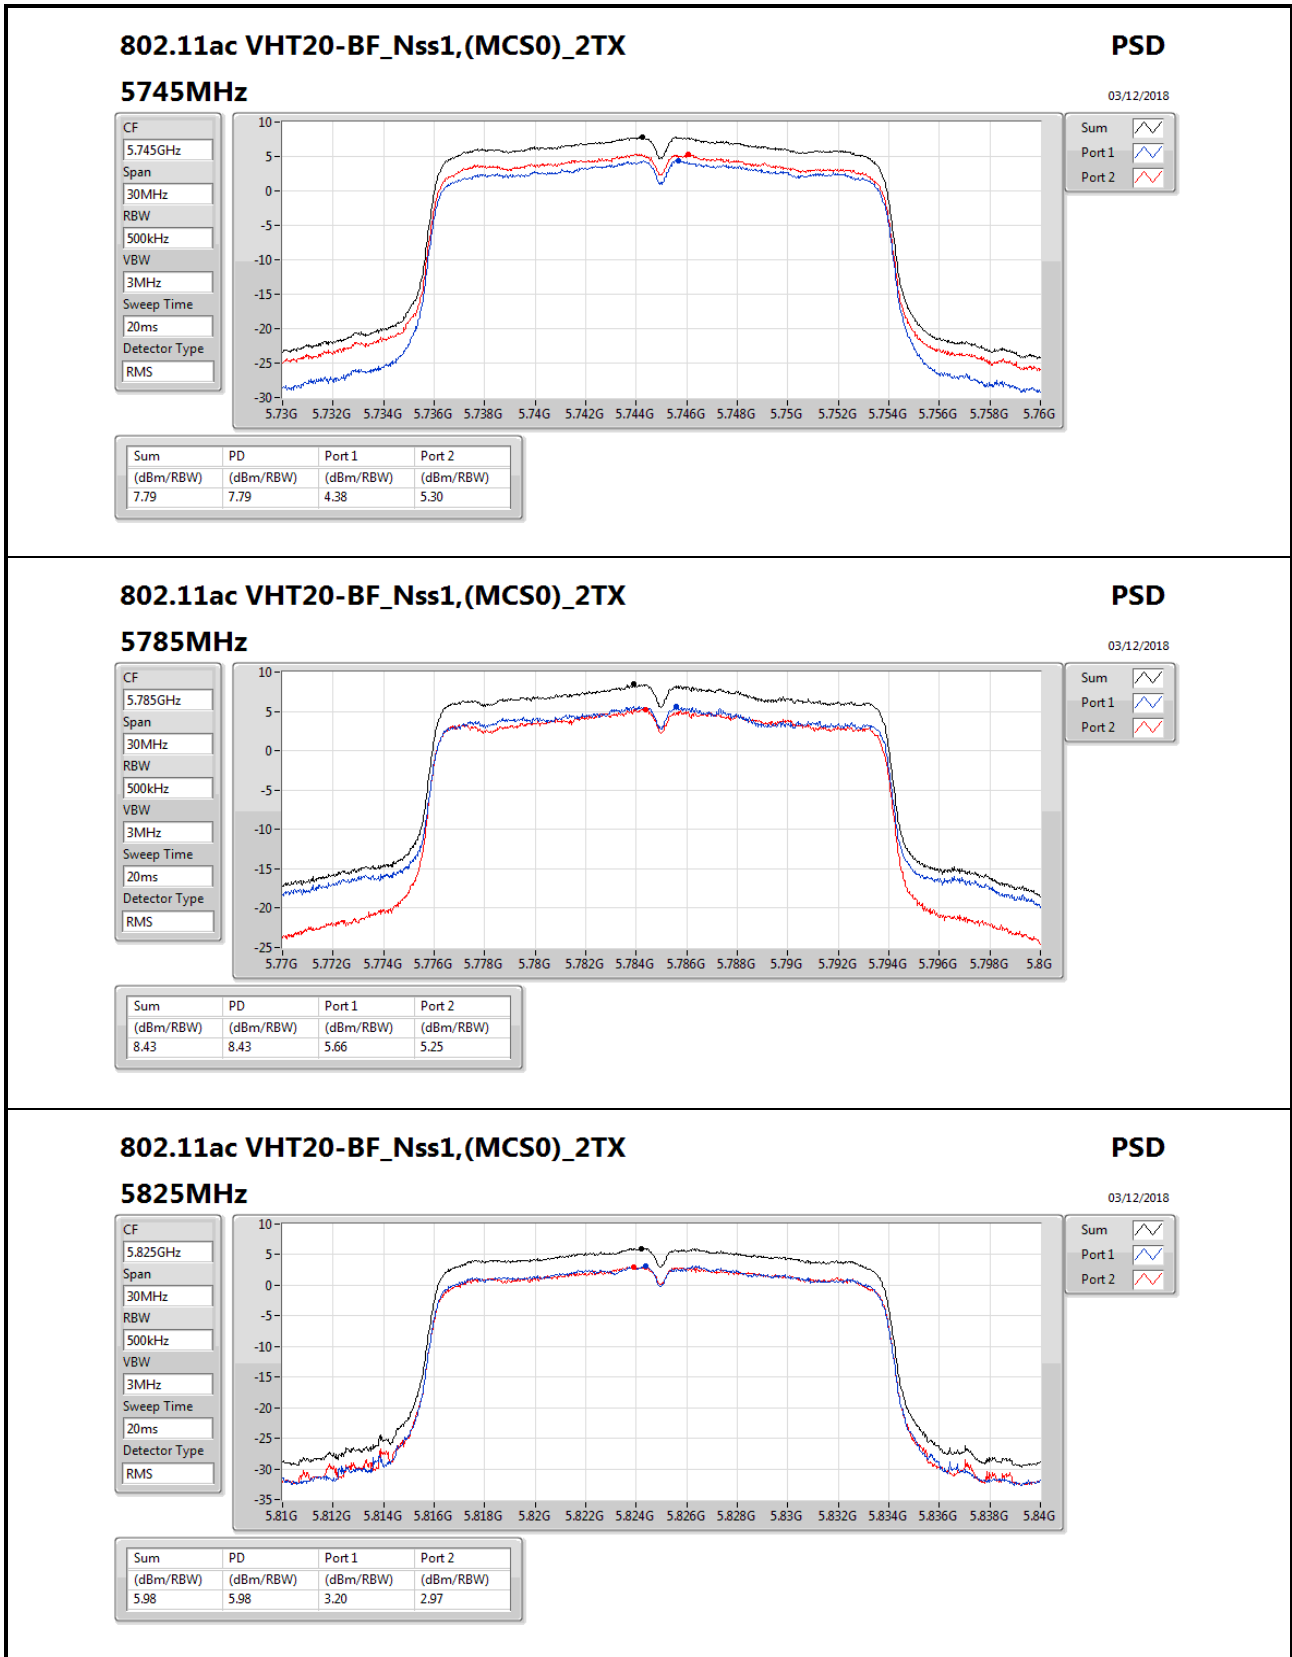 802.11ac VHT20-BF_Nss1,(MCS0)_2TX PSD
5745MHz 03/12/2018
CF
5.745GHz
Span
30MHz
RBW
500kHz
VBW
3MHz
Sweep Time
20ms
Detector Type
RMS
10
5
0
-5
-10
-15
-20
-25
-30
5.73G 5.732G 5.734G 5.736G 5.738G 5.74G 5.742G 5.744G 5.746G 5.748G 5.75G 5.752G 5.754G 5.756G 5.758G 5.76G
Sum
Port 1
Port 2
Sum PD Port 1 Port 2
(dBm/RBW) (dBm/RBW) (dBm/RBW) (dBm/RBW)
7.79 7.79 4.38 5.30
802.11ac VHT20-BF_Nss1,(MCS0)_2TX PSD
5785MHz 03/12/2018
CF
5.785GHz
Span
30MHz
RBW
500kHz
VBW
3MHz
Sweep Time
20ms
Detector Type
RMS
10
5
0
-5
-10
-15
-20
-25
5.77G 5.772G 5.774G 5.776G 5.778G 5.78G 5.782G 5.784G 5.786G 5.788G 5.79G 5.792G 5.794G 5.796G 5.798G 5.8G
Sum
Port 1
Port 2
Sum PD Port 1 Port 2
(dBm/RBW) (dBm/RBW) (dBm/RBW) (dBm/RBW)
8.43 8.43 5.66 5.25
802.11ac VHT20-BF_Nss1,(MCS0)_2TX PSD
5825MHz 03/12/2018
CF
5.825GHz
Span
30MHz
RBW
500kHz
VBW
3MHz
Sweep Time
20ms
Detector Type
RMS
10
5
0
-5
-10
-15
-20
-25
-30
-35
5.81G 5.812G 5.814G 5.816G 5.818G 5.82G 5.822G 5.824G 5.826G 5.828G 5.83G 5.832G 5.834G 5.836G 5.838G 5.84G
Sum
Port 1
Port 2
Sum PD Port 1 Port 2
(dBm/RBW) (dBm/RBW) (dBm/RBW) (dBm/RBW)
5.98 5.98 3.20 2.97